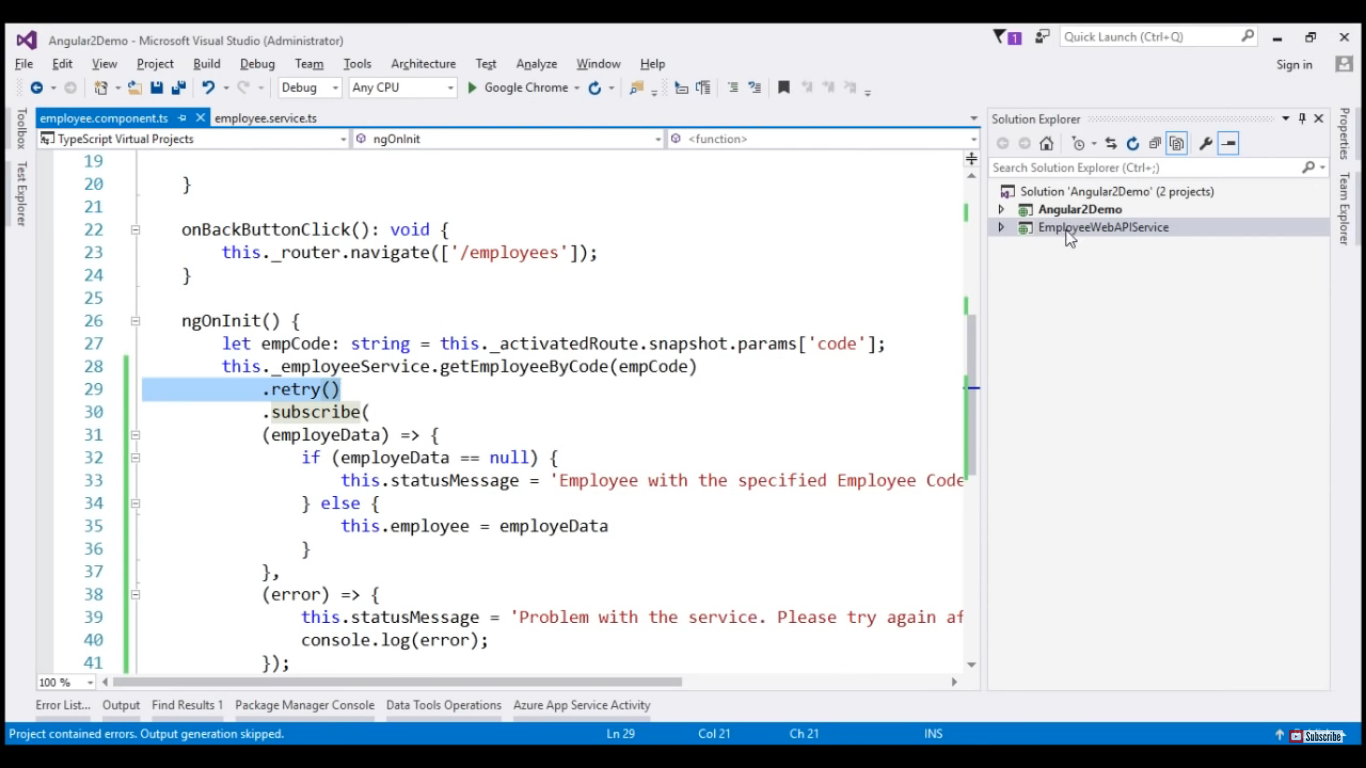 Angular2Demo - Microsoft Visual Studio (Administrator)
1
Quick Launch (Ctrl+Q)
File Edit View Project Build Debug Team Tools Architecture Test Analyze Window Help
Sign in
Debug Any CPU Google Chrome
Toolbox
Test Explorer
employee.component.ts employee.service.ts
TypeScript Virtual Projects ngOnInit <function>
19
20 }
21
22 onBackButtonClick(): void {
23 this._router.navigate(['/employees']);
24 }
25
26 ngOnInit() {
27 let empCode: string = this._activatedRoute.snapshot.params['code'];
28 this._employeeService.getEmployeeByCode(empCode)
29 .retry()
30 .subscribe(
31 (employeData) => {
32 if (employeData == null) {
33 this.statusMessage = 'Employee with the specified Employee Code
34 } else {
35 this.employee = employeData
36 }
37 },
38 (error) => {
39 this.statusMessage = 'Problem with the service. Please try again af
40 console.log(error);
41 });
100 %
Solution Explorer
Search Solution Explorer (Ctrl+;)
Solution 'Angular2Demo' (2 projects)
Angular2Demo
EmployeeWebAPIService
Properties
Team Explorer
Error List... Output Find Results 1 Package Manager Console Data Tools Operations Azure App Service Activity
Project contained errors. Output generation skipped. Ln 29 Col 21 Ch 21 INS
Subscribe